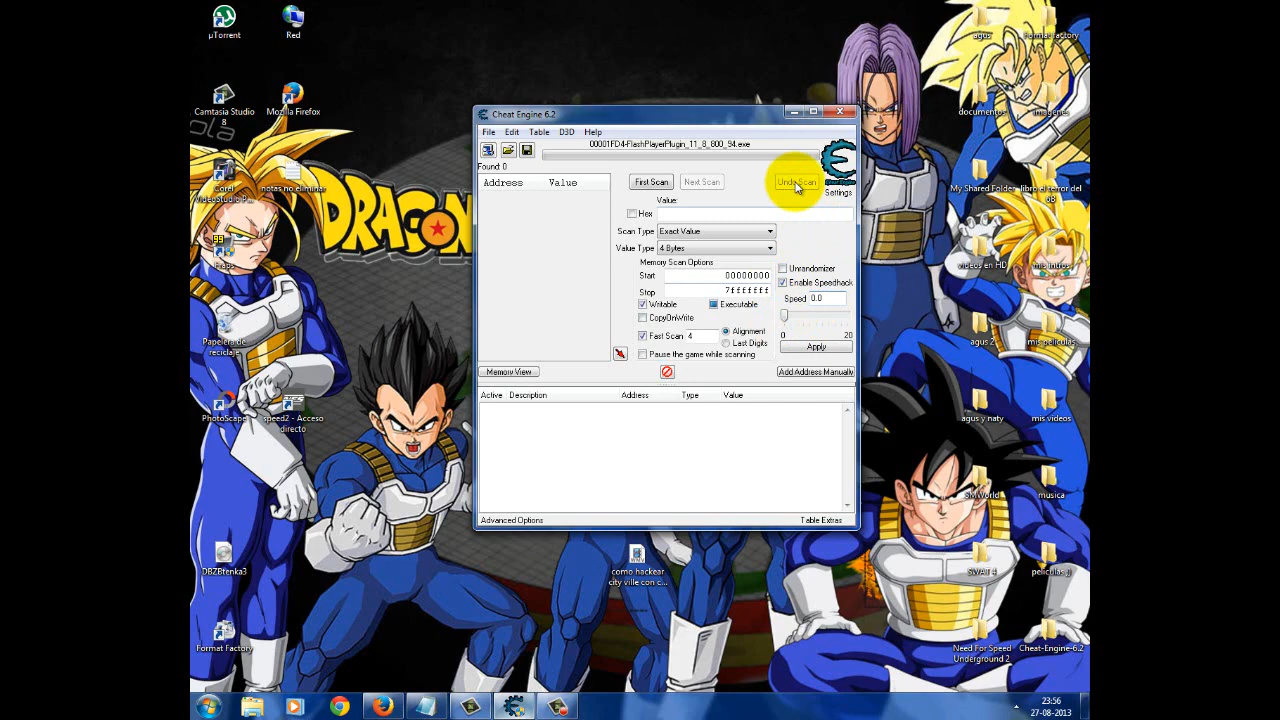 µTorrent
Red
Camtasia Studio
8
Mozilla Firefox
Corel
VideoStudio P...
notas no eliminar
DRAGON
99
Fraps
Papelera de
reciclaje
PhotoScape
speed2 - Acceso
directo
DBZBtenka3
Format Factory
Cheat Engine 6.2
File Edit Table D3D Help
00001FD4-FlashPlayerPlugin_11_8_800_94.exe
Found: 0
Address Value
First Scan Next Scan Undo Scan
Cheat Engine
Settings
Value:
Hex
Scan Type Exact Value
Value Type 4 Bytes
Memory Scan Options
Start 00000000
Stop 7fffffff
Writable Executable
CopyOnWrite
Fast Scan 4 Alignment
Last Digits
Pause the game while scanning
Unrandomizer
Enable Speedhack
Speed 0.0
0 20
Apply
Memory View
Add Address Manually
Active Description Address Type Value
Advanced Options
Table Extras
como hackear
city ville con c...
agus
Format factory
documentos
imagenes
My Shared Folder
libro el terror del
68
videos en HD
mis intros
agus 2
mis peliculas
agus y naty
mis videos
SMWorld
musica
SWAT 4
peliculas g
Need For Speed
Underground 2
Cheat-Engine-6.2
23:56
27-08-2013